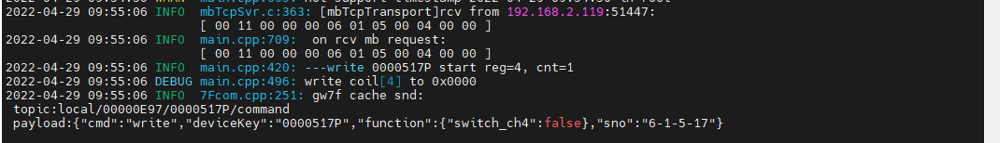 2022-04-29 09:55:06 INFO  mbTcpSvr.c:363: [mbTcpTransport]rcv from 192.168.2.119:51447:
[ 00 11 00 00 00 06 01 05 00 04 00 00 ]
2022-04-29 09:55:06 INFO  main.cpp:709:  on rcv mb request:
[ 00 11 00 00 00 06 01 05 00 04 00 00 ]
2022-04-29 09:55:06 INFO  main.cpp:420: ---write 0000517P start reg=4, cnt=1
2022-04-29 09:55:06 DEBUG main.cpp:496: write coil[4] to 0x0000
2022-04-29 09:55:06 INFO  7Fcom.cpp:251: gw7f cache snd:
topic:local/00000E97/0000517P/command
payload:{"cmd":"write","deviceKey":"0000517P","function":{"switch_ch4":false},"sno":"6-1-5-17"}